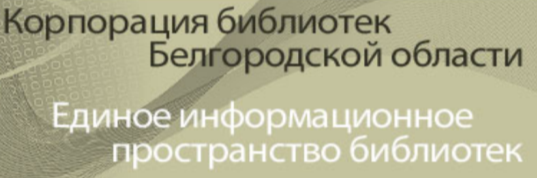 Корпорация библиотек
Белгородской области
Единое информационное
пространство библиотек